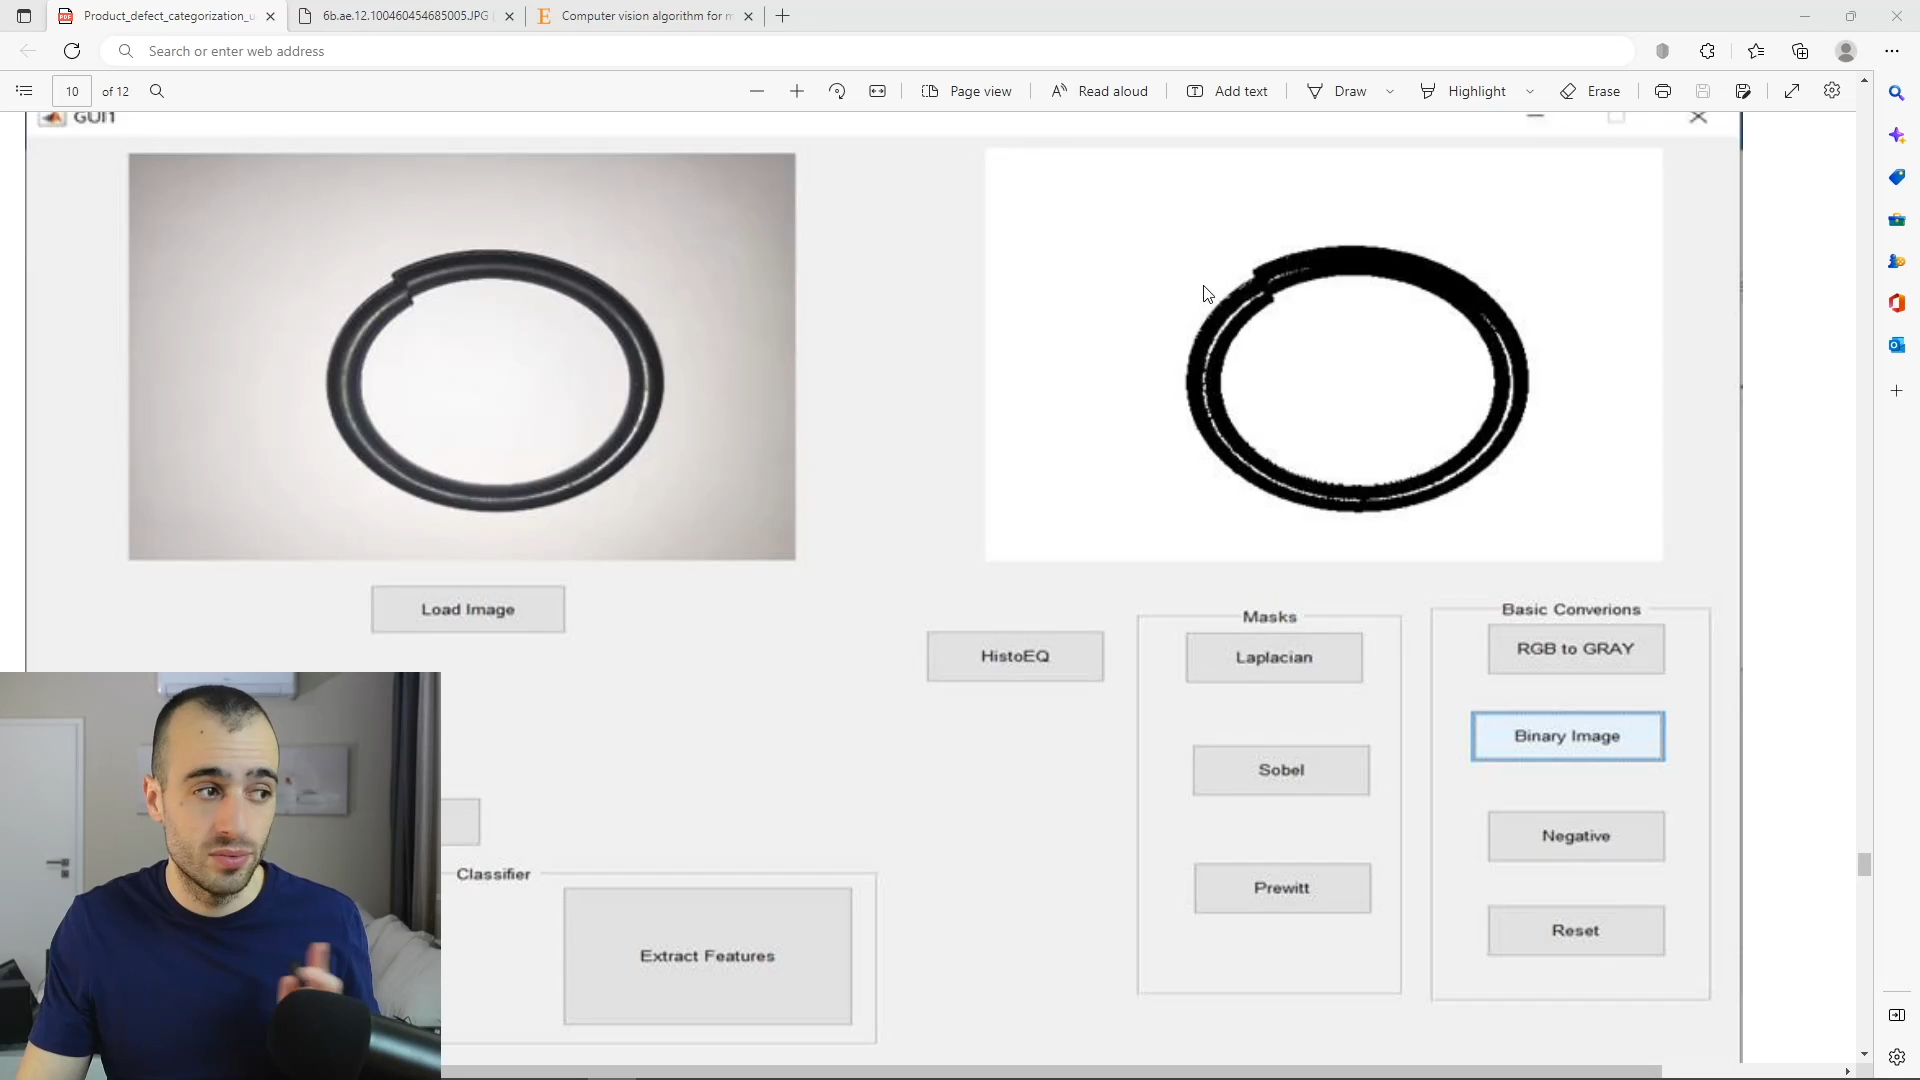 Product_defect_categorization_u
6b.ae.12.100460454685005.JPG
Computer vision algorithm for m
Search or enter web address
10 of 12
Page view
Read aloud
Add text
Draw
Highlight
Erase
GUI1
Load Image
HistoEQ
Masks
Laplacian
Sobel
Prewitt
Basic Converions
RGB to GRAY
Binary Image
Negative
Reset
Classifier
Extract Features